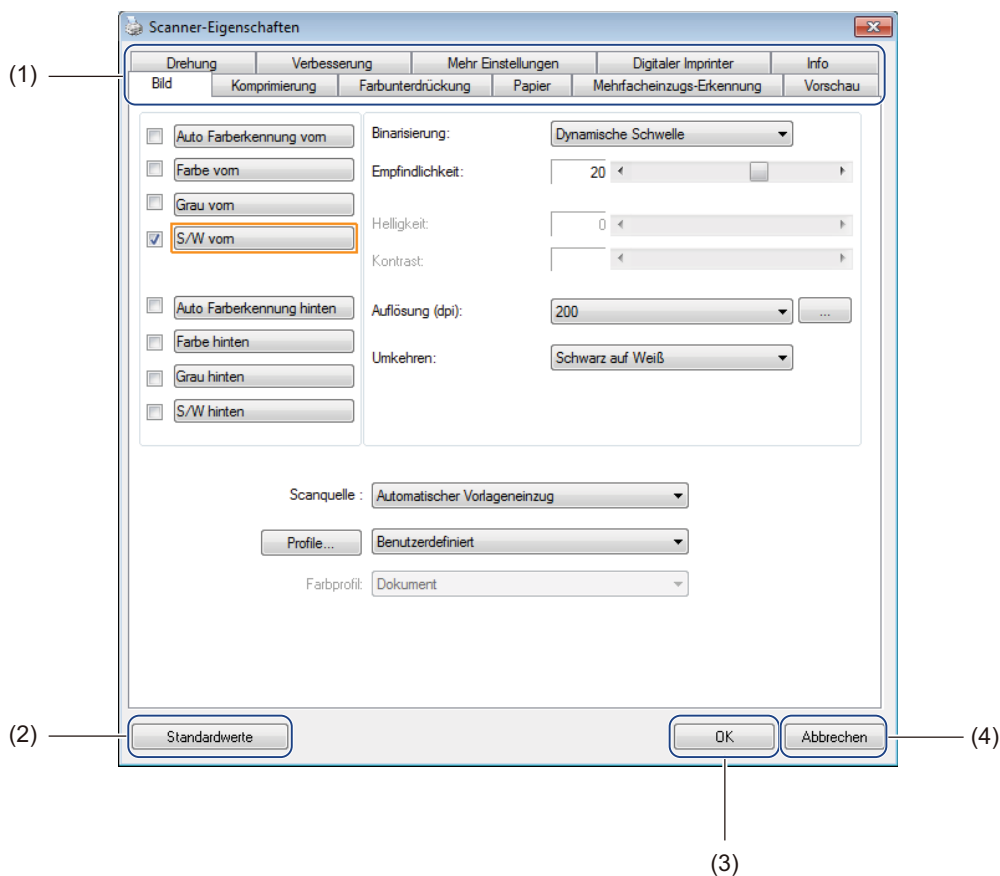 Scanner-Eigenschaften
(1)
Drehung Verbesserung Mehr Einstellungen Digitaler Imprinter Info
Bild Komprimierung Farbunterdrückung Papier Mehrfacheinzugs-Erkennung Vorschau
Auto Farberkennung vorn
Farbe vorn
Grau vorn
S/W vorn
Auto Farberkennung hinten
Farbe hinten
Grau hinten
S/W hinten
Binarisierung: Dynamische Schwelle
Empfindlichkeit: 20
Helligkeit: 0
Kontrast:
Auflösung (dpi): 200 ...
Umkehren: Schwarz auf Weiß
Scanquelle : Automatischer Vorlageneinzug
Profile... Benutzerdefiniert
Farbprofil: Dokument
(2) Standardwerte OK Abbrechen (4)
(3)